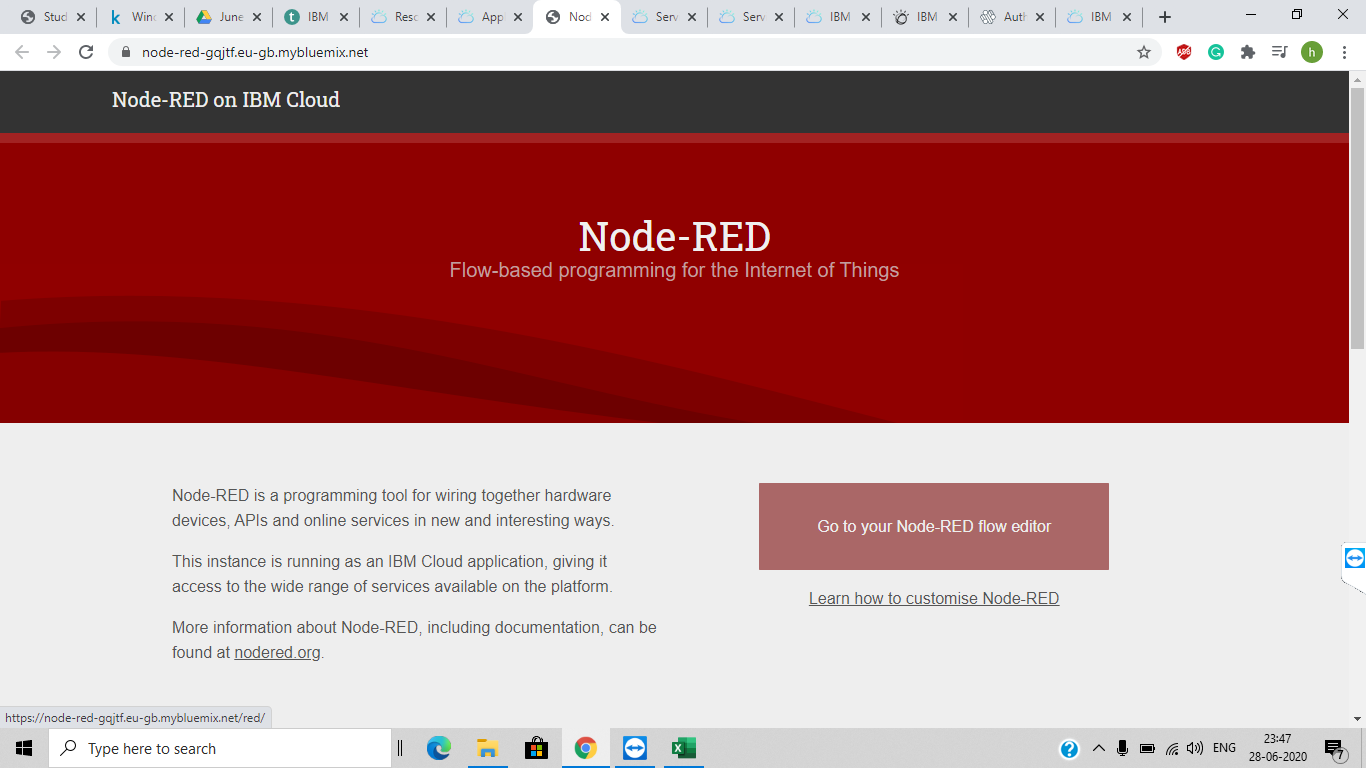 Stud
Winc
June
IBM
Reso
Appl
Nod
Serv
Serv
IBM
IBM
Auth
IBM
node-red-gqjtf.eu-gb.mybluemix.net
ABP
G
h
Node-RED on IBM Cloud
Node-RED
Flow-based programming for the Internet of Things
Node-RED is a programming tool for wiring together hardware
devices, APIs and online services in new and interesting ways.
This instance is running as an IBM Cloud application, giving it
access to the wide range of services available on the platform.
More information about Node-RED, including documentation, can be
found at nodered.org.
Go to your Node-RED flow editor
Learn how to customise Node-RED
https://node-red-gqjtf.eu-gb.mybluemix.net/red/
Type here to search
ENG
23:47
28-06-2020
7